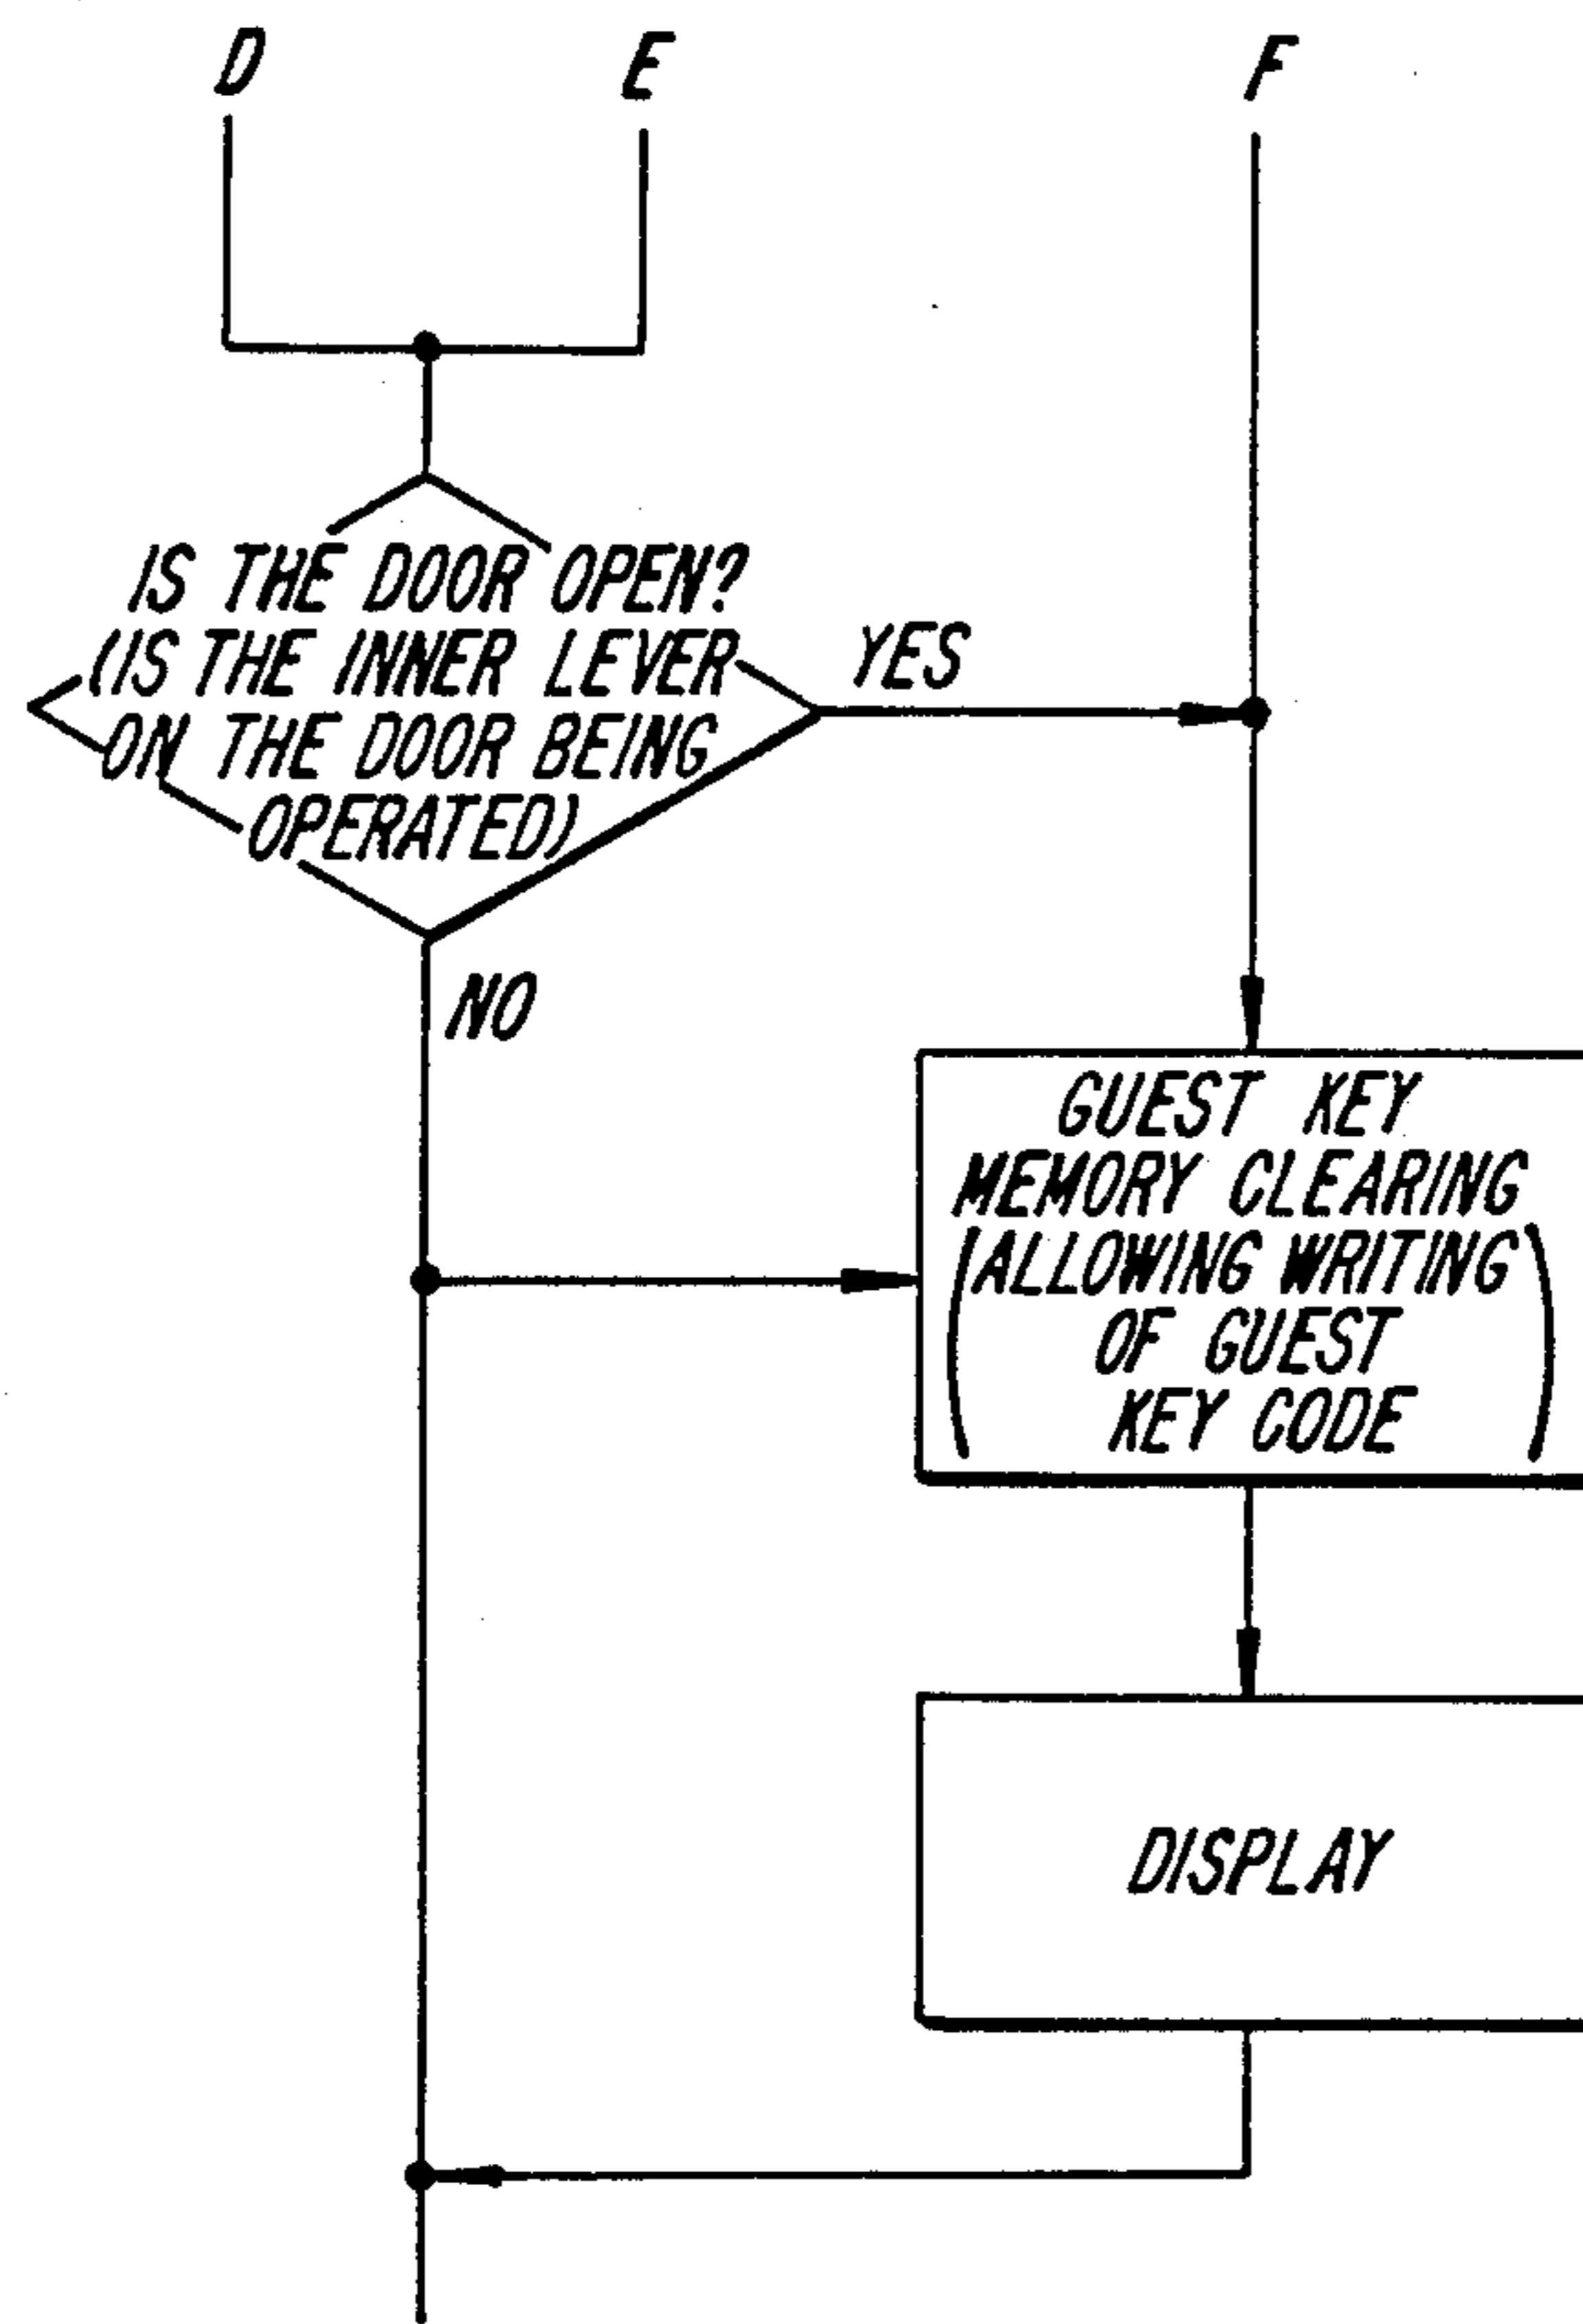 D
E
F
IS THE DOOR OPEN?
(IS THE INNER LEVER
ON THE DOOR BEING
OPERATED)
YES
NO
GUEST KEY
MEMORY CLEARING
(ALLOWING WRITING
OF GUEST
KEY CODE)
DISPLAY